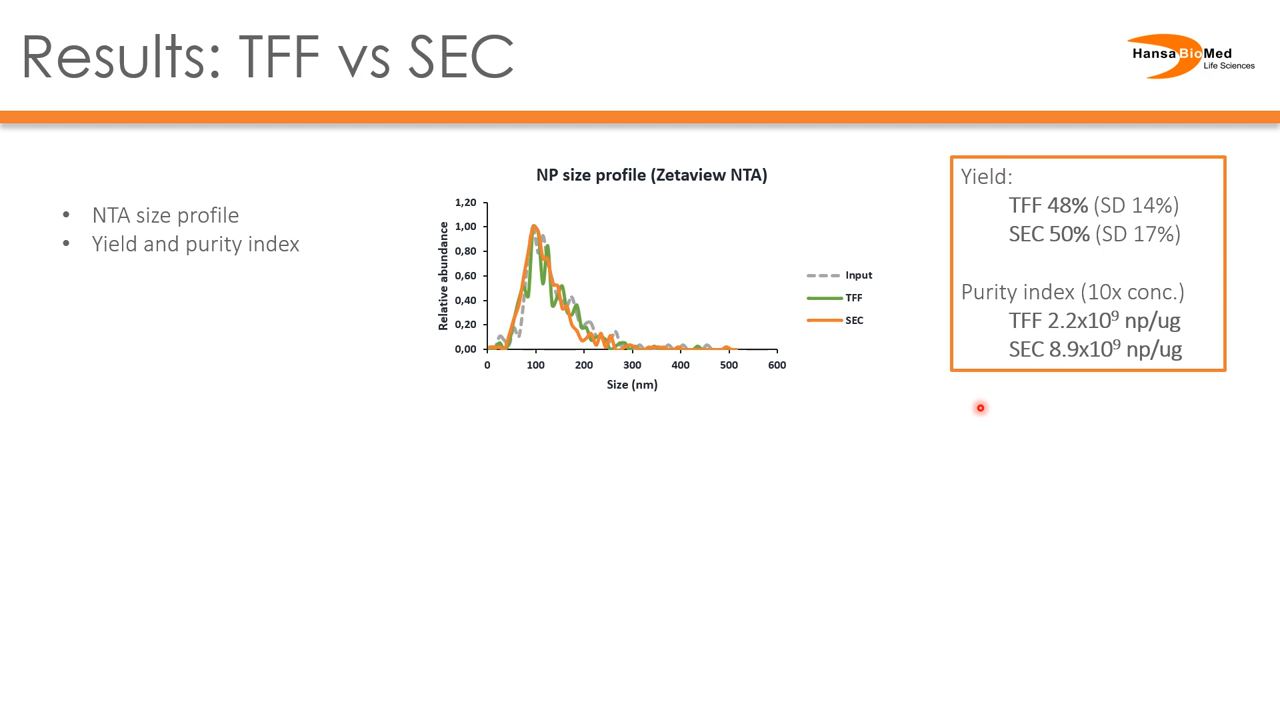 Results: TFF vs SEC
HansaBioMed
Life Sciences
• NTA size profile
• Yield and purity index
NP size profile (Zetaview NTA)
Relative abundance
1,20
1,00
0,80
0,60
0,40
0,20
0,00
0 100 200 300 400 500 600
Size (nm)
Input
TFF
SEC
Yield:
TFF 48% (SD 14%)
SEC 50% (SD 17%)
Purity index (10x conc.)
TFF 2.2x10⁹ np/ug
SEC 8.9x10⁹ np/ug